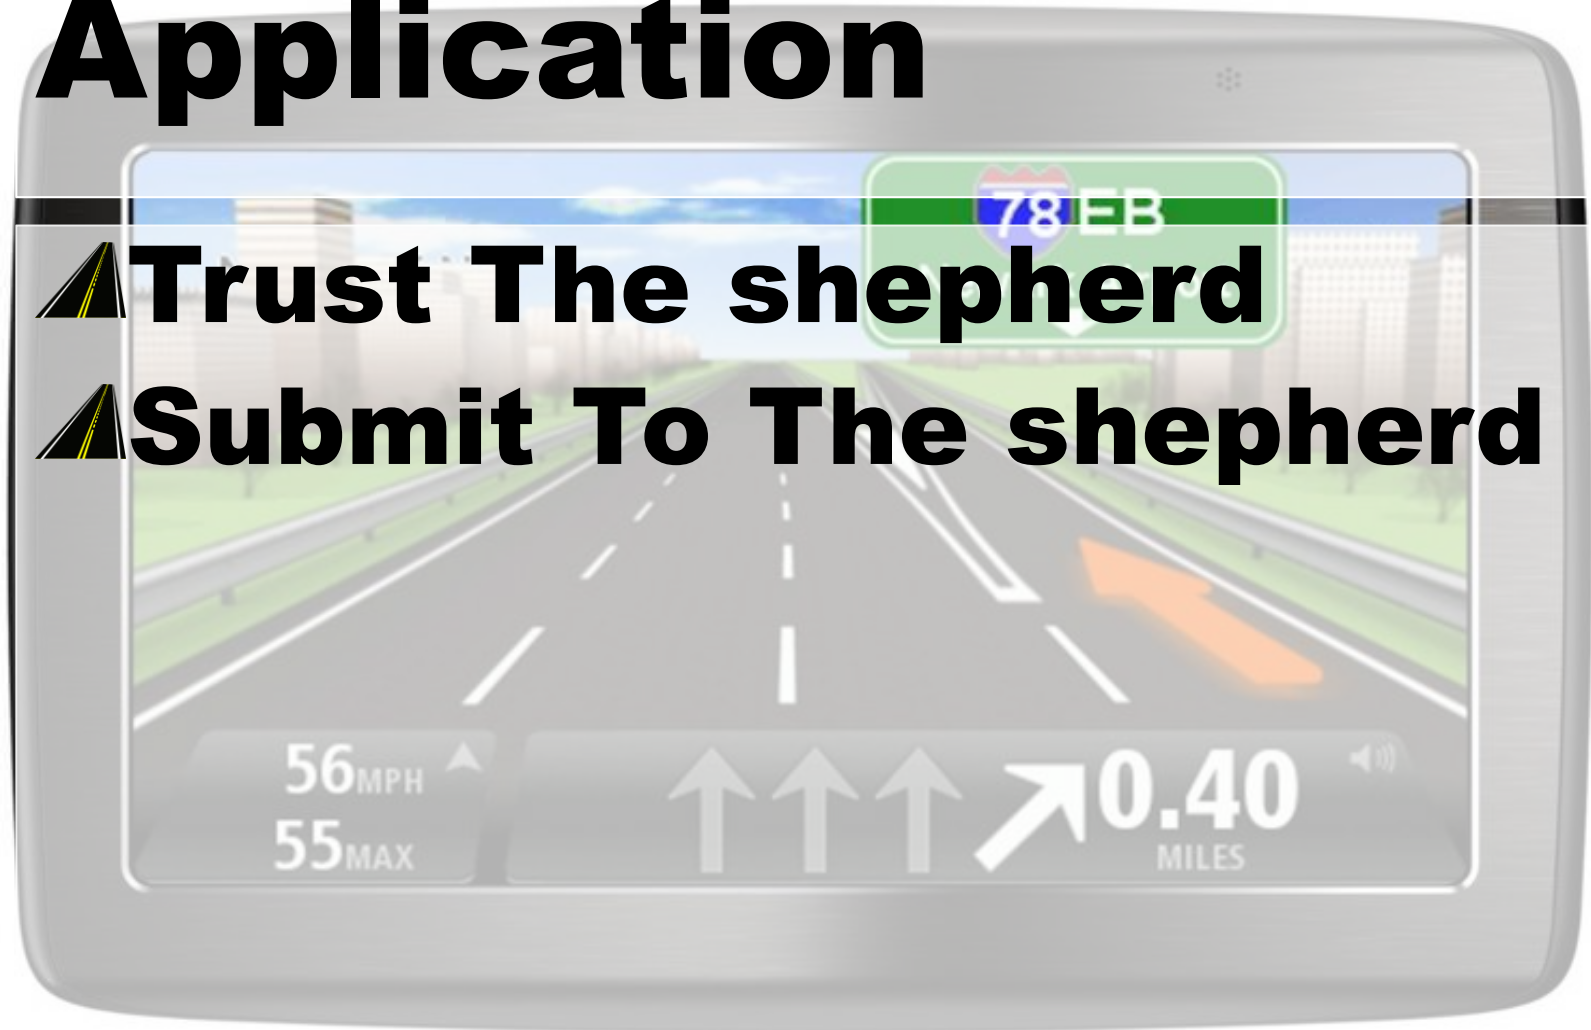 Application
78 EB
Trust The shepherd
Submit To The shepherd
56MPH
55MAX
0.40
MILES